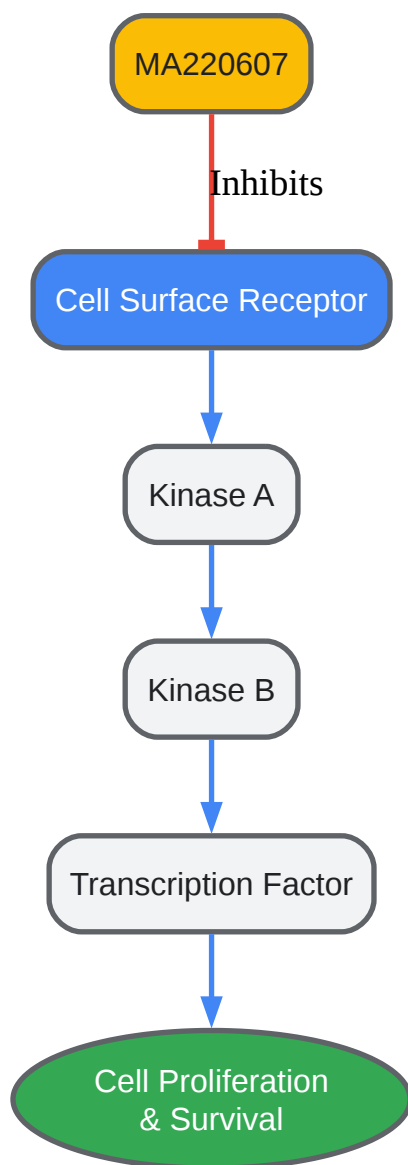 MA220607
Inhibits
Cell Surface Receptor
Kinase A
Kinase B
Transcription Factor
Cell Proliferation
& Survival